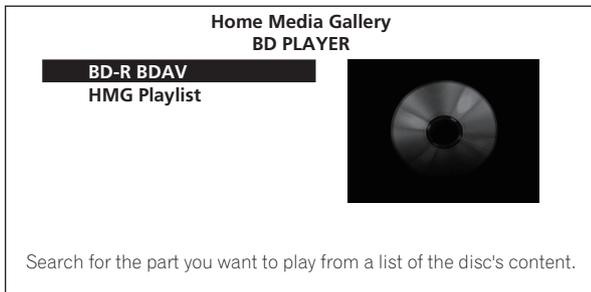 Home Media Gallery
BD PLAYER
BD-R BDAV
HMG Playlist
Search for the part you want to play from a list of the disc's content.